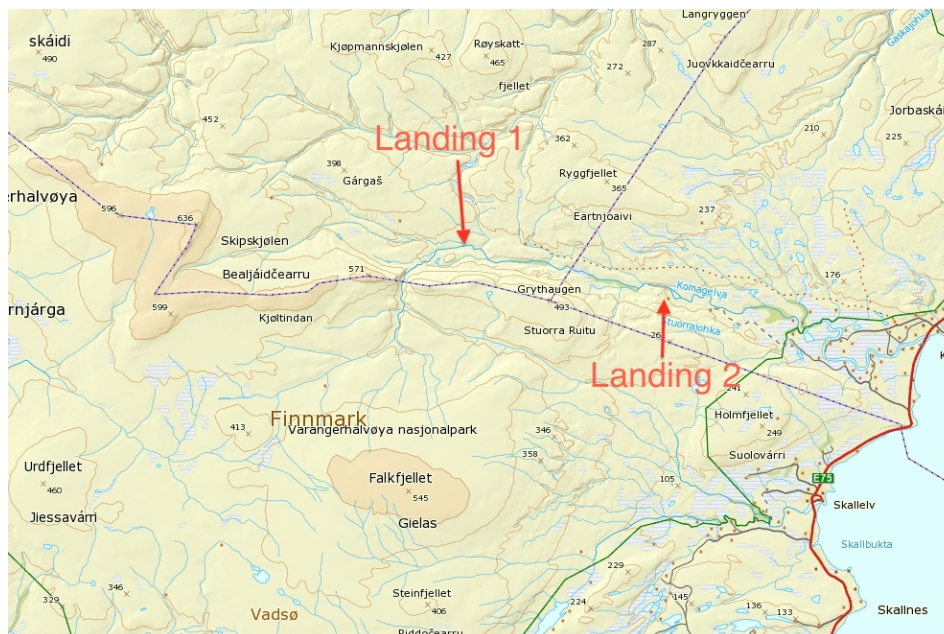 Langryggen
skáidi
490
Kjøpmannskjølen
427
Røyskatt-
465
fjellet
287
Juovkkaidčearru
Gaskajohka
272
452
Jorbaskái
210
225
Landing 1
362
398
Gárgaš
Ryggfjellet
365
erhalvøya
596
636
Eartnjoaivi
237
Skipskjølen
Bealjáidčearru
571
176
Komagelva
Grythaugen
493
599
rnjárga
Kjøltindan
Stuorra Ruitu
tuorrajohka
26
K
Landing 2
241
Finnmark
Holmfjellet
249
413
Varangerhalvøya nasjonalpark
346
358
Suolovárri
Urdfjellet
460
Falkfjellet
545
105
E75
Skallelv
Jiessavárri
Gielas
Skallbukta
229
346
329
Steinfjellet
406
224
145
136
133
Vadsø
Skallnes